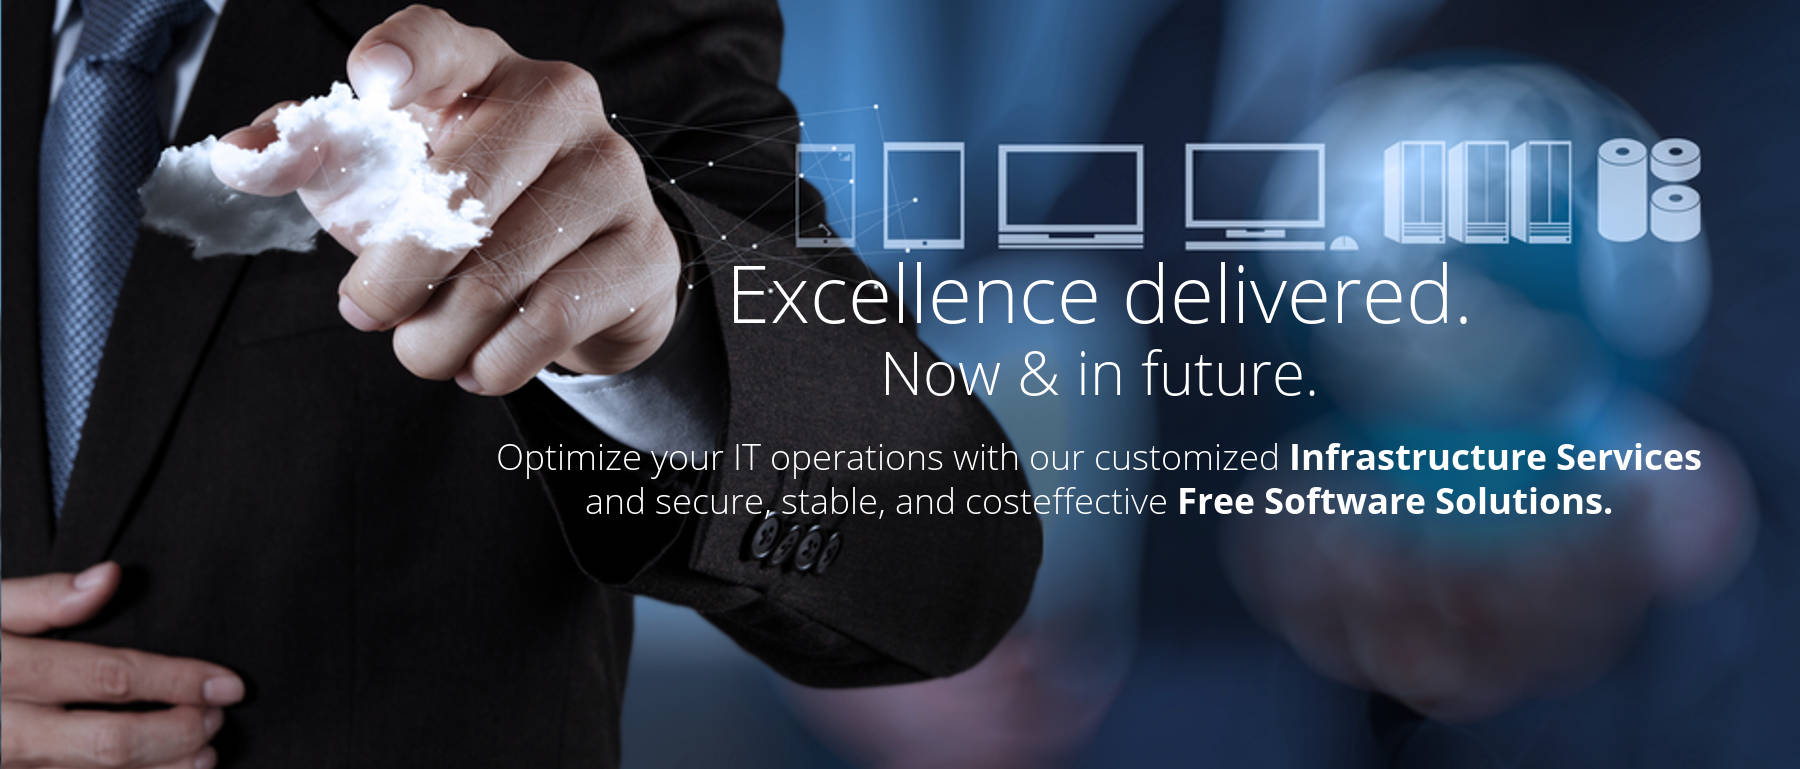 Excellence delivered.
Now & in future.
Optimize your IT operations with our customized Infrastructure Services
and secure, stable, and costeffective Free Software Solutions.